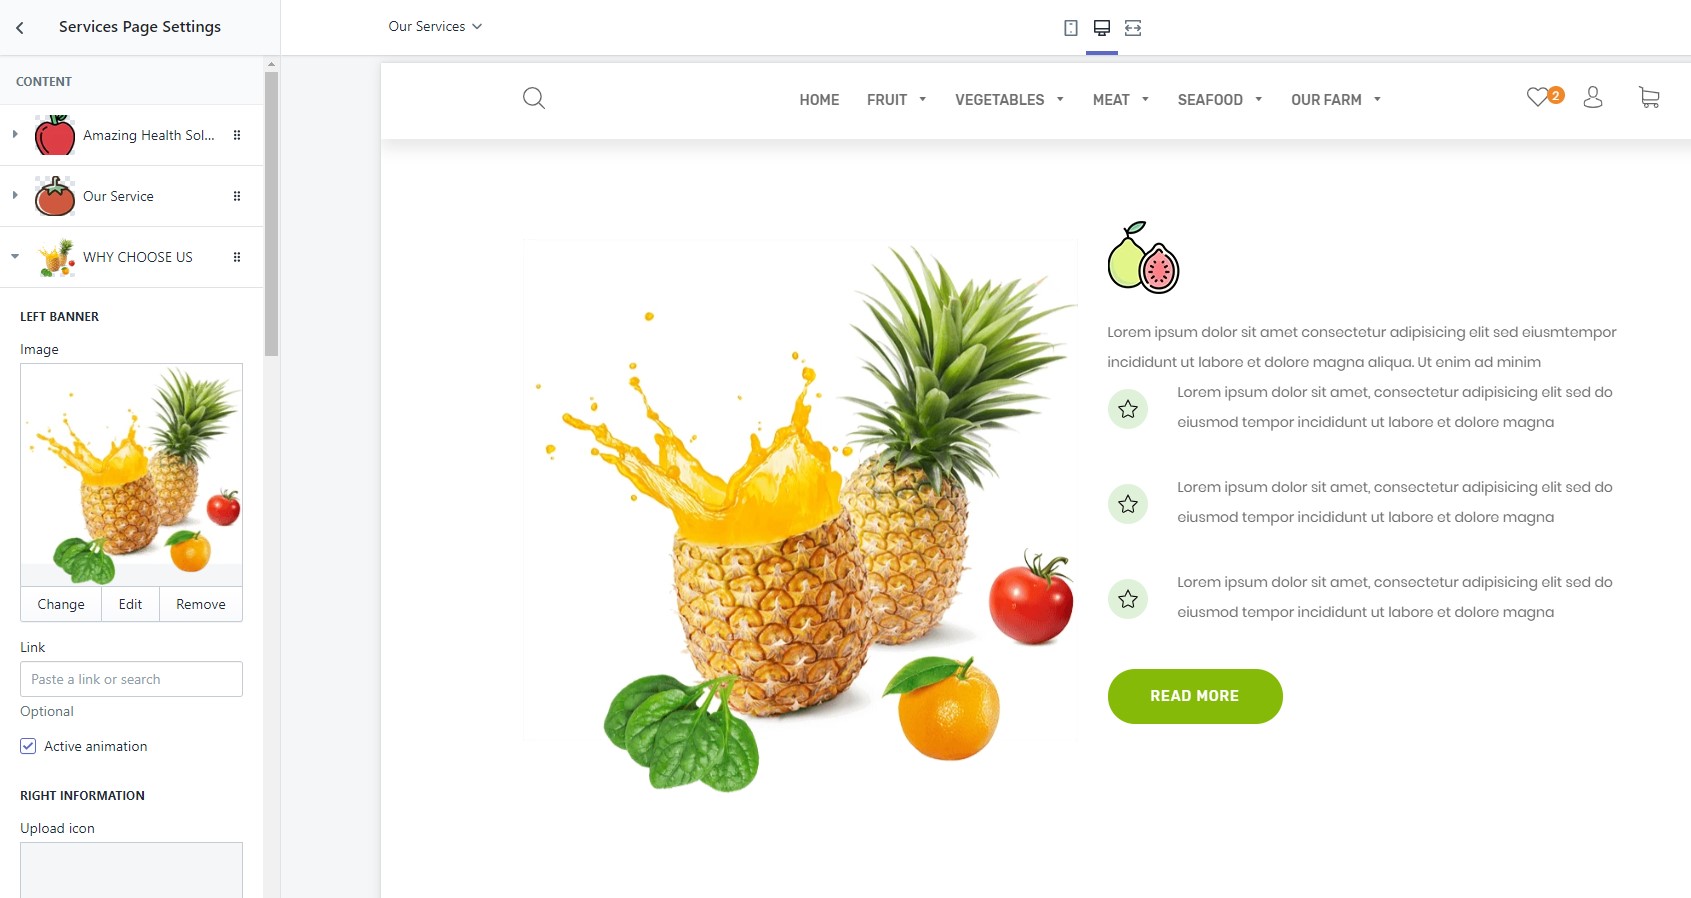 Services Page Settings
Our Services
CONTENT
Amazing Health Sol...
Our Service
WHY CHOOSE US
LEFT BANNER
Image
Change Edit Remove
Link
Paste a link or search
Optional
Active animation
RIGHT INFORMATION
Upload icon
HOME FRUIT VEGETABLES MEAT SEAFOOD OUR FARM
2
Lorem ipsum dolor sit amet consectetur adipisicing elit sed eiusmtempor
incididunt ut labore et dolore magna aliqua. Ut enim ad minim
Lorem ipsum dolor sit amet, consectetur adipisicing elit sed do
eiusmod tempor incididunt ut labore et dolore magna
Lorem ipsum dolor sit amet, consectetur adipisicing elit sed do
eiusmod tempor incididunt ut labore et dolore magna
Lorem ipsum dolor sit amet, consectetur adipisicing elit sed do
eiusmod tempor incididunt ut labore et dolore magna
READ MORE